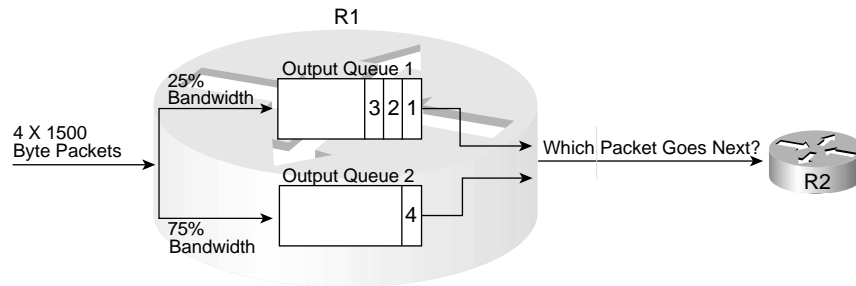 R1
Output Queue 1
25%
Bandwidth
3 2 1
4 X 1500
Byte Packets
Which Packet Goes Next?
R2
Output Queue 2
4
75%
Bandwidth